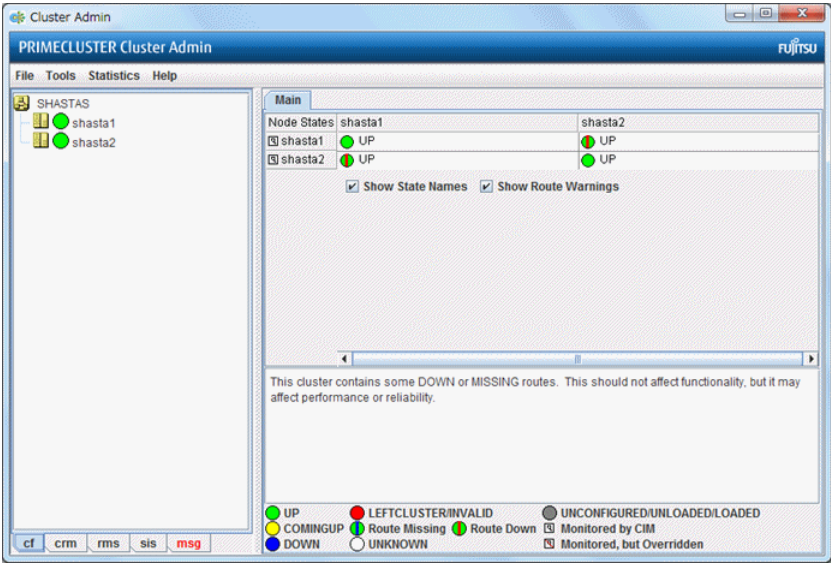 Cluster Admin
PRIMECLUSTER Cluster Admin
FUJITSU
File Tools Statistics Help
SHASTAS
shasta1
shasta2
Main
Node States shasta1 shasta2
shasta1 UP UP
shasta2 UP UP
Show State Names Show Route Warnings
This cluster contains some DOWN or MISSING routes. This should not affect functionality, but it may
affect performance or reliability.
UP LEFTCLUSTER/INVALID UNCONFIGURED/UNLOADED/LOADED
COMINGUP Route Missing Route Down Monitored by CIM
DOWN UNKNOWN Monitored, but Overridden
cf crm rms sis msg